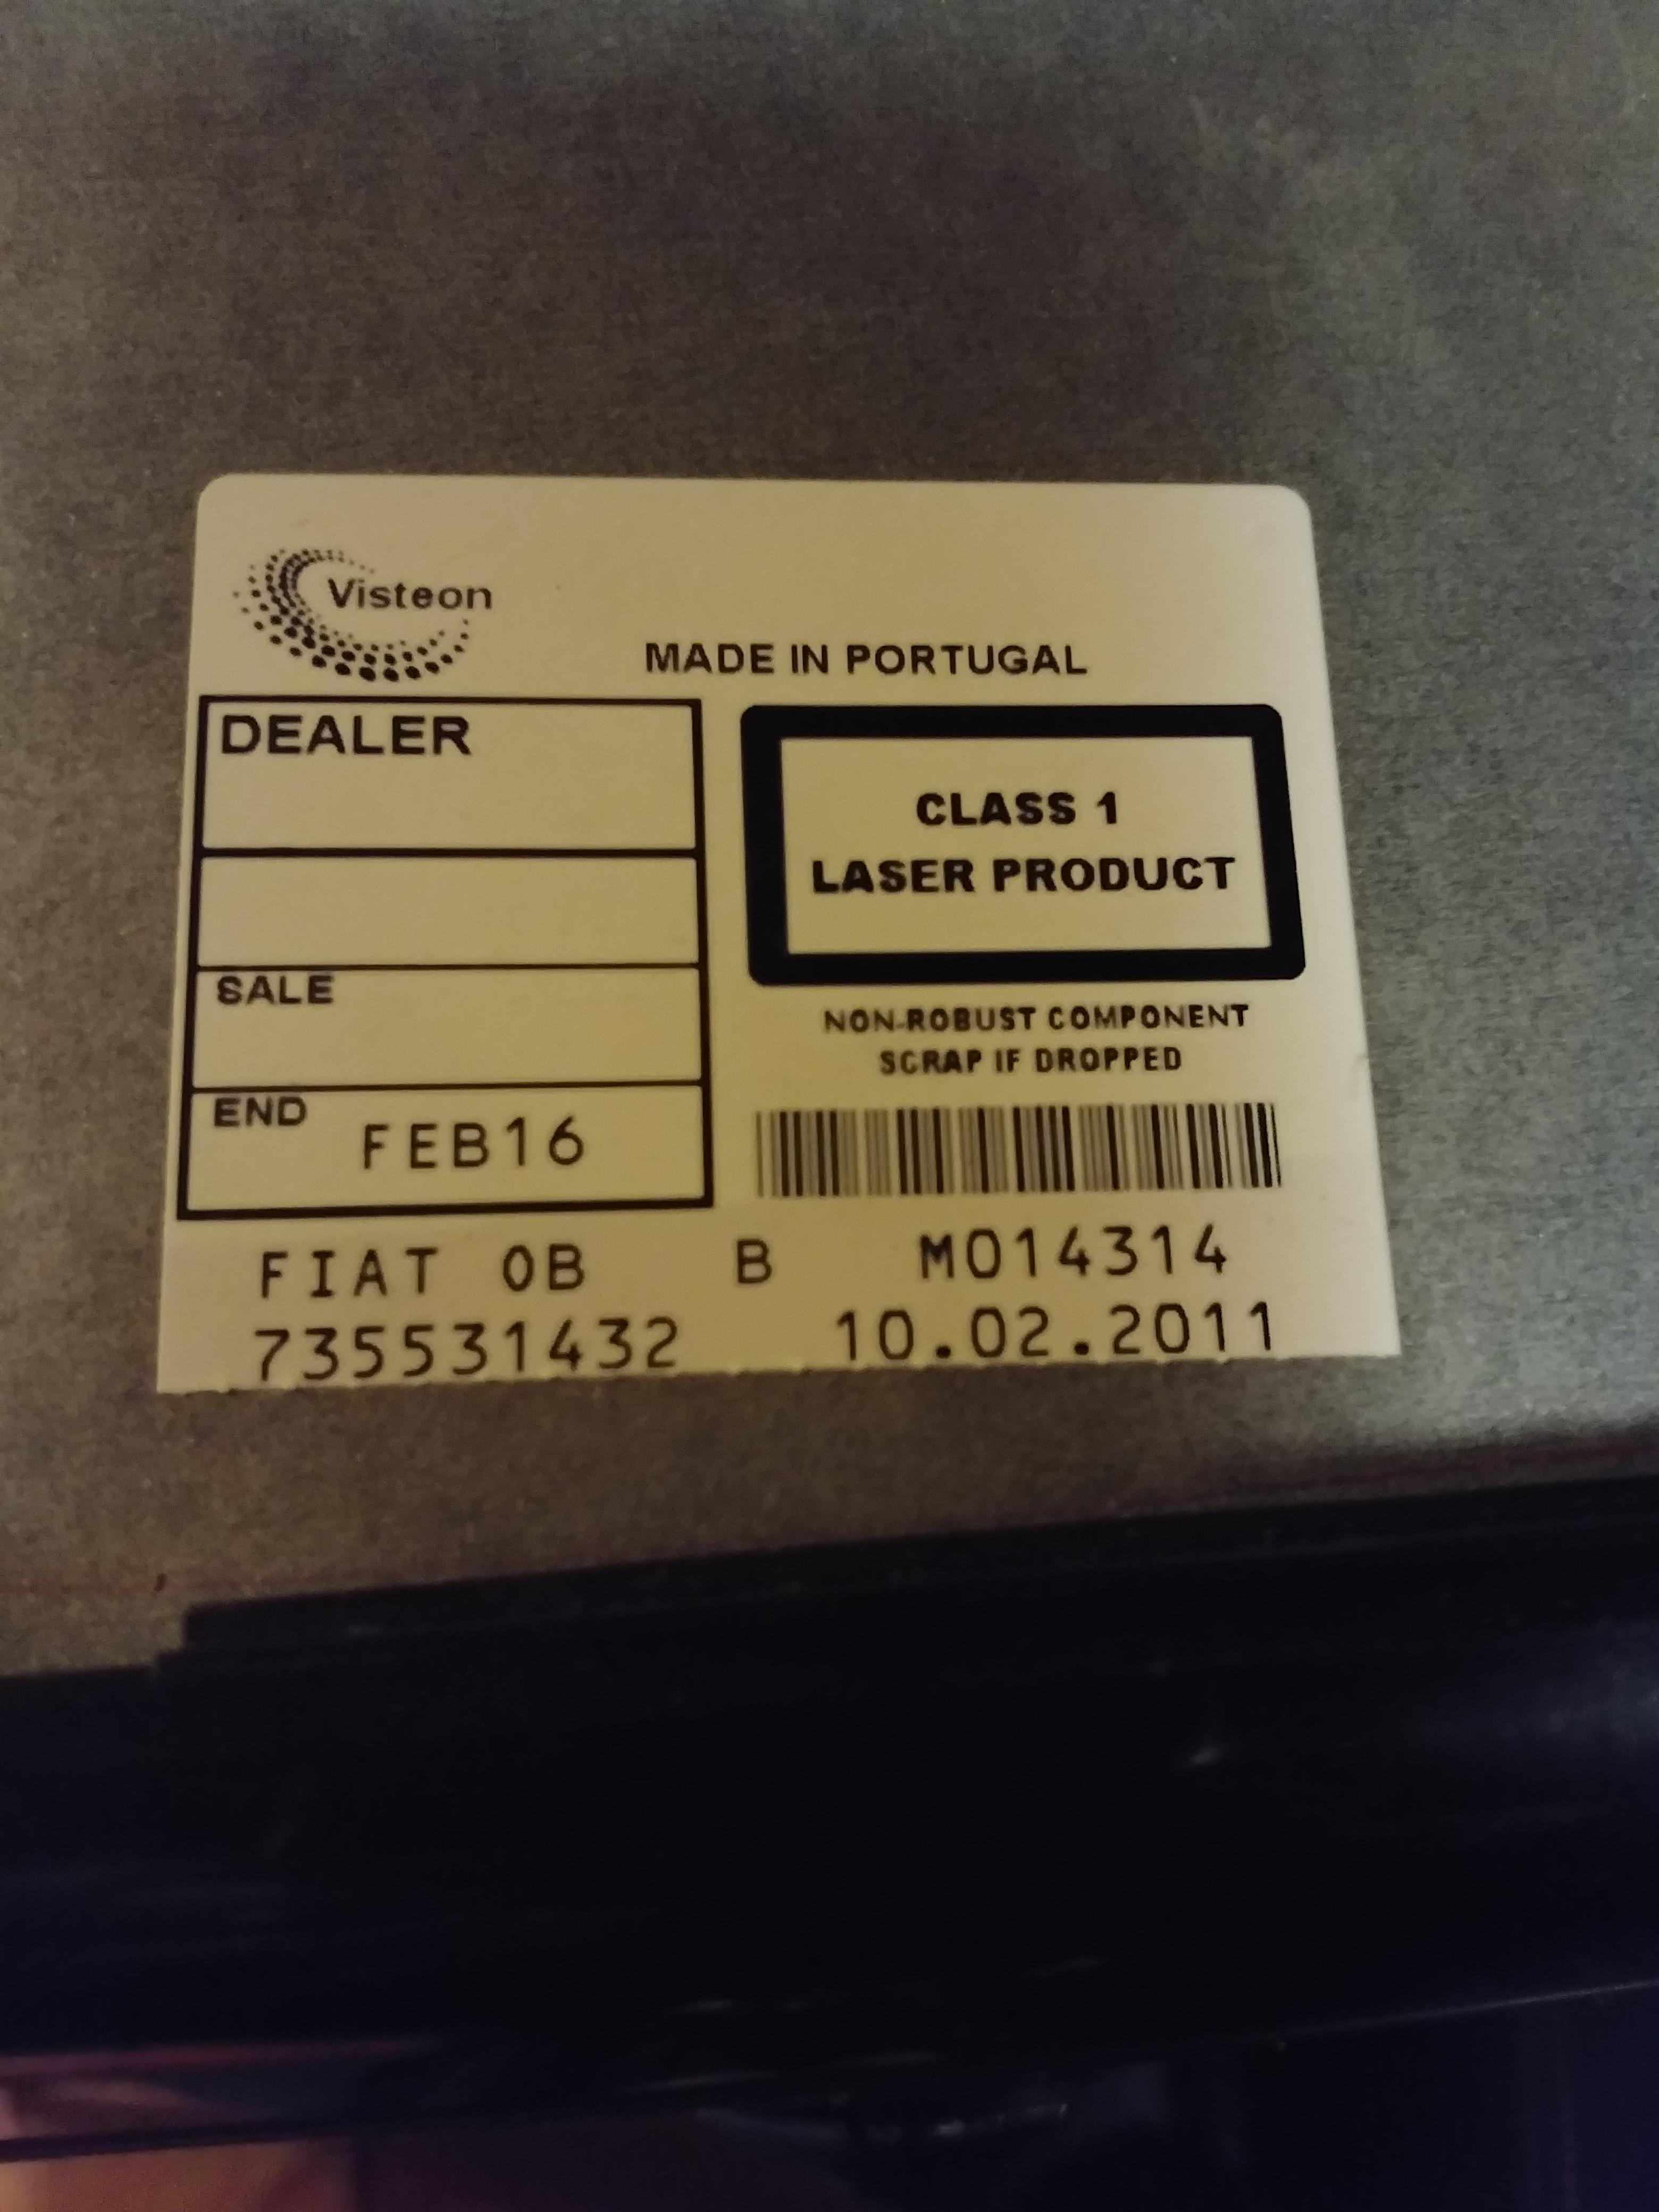 Visteon
MADE IN PORTUGAL
DEALER
CLASS 1
LASER PRODUCT
SALE
NON-ROBUST COMPONENT
SCRAP IF DROPPED
END FEB16
FIAT 0B B M014314
735531432 10.02.2011